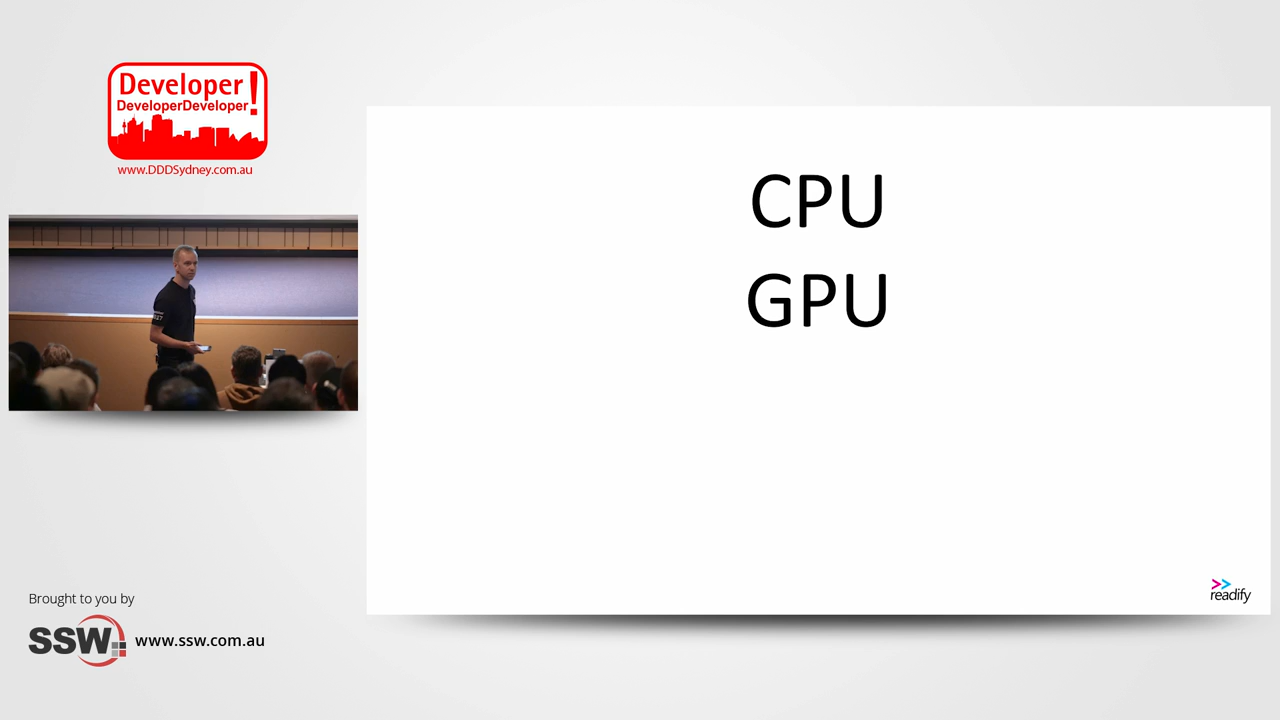 Developer!
DeveloperDeveloper
www.DDDSydney.com.au
CPU
GPU
readify
Brought to you by
SSW
www.ssw.com.au